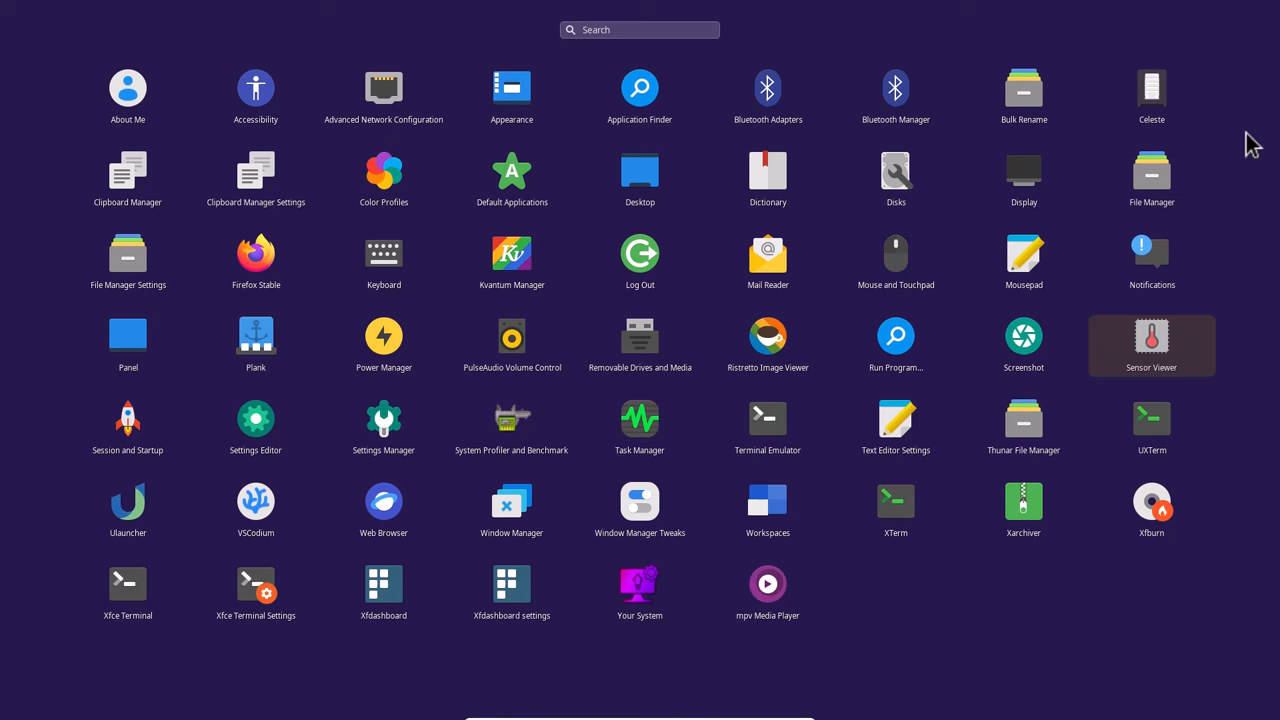 Search
About Me
Accessibility
Advanced Network Configuration
Appearance
Application Finder
Bluetooth Adapters
Bluetooth Manager
Bulk Rename
Celeste
Clipboard Manager
Clipboard Manager Settings
Color Profiles
A
Default Applications
Desktop
Dictionary
Disks
Display
File Manager
File Manager Settings
Firefox Stable
Keyboard
Kv
Kvantum Manager
Log Out
@
Mail Reader
Mouse and Touchpad
Mousepad
!
Notifications
Panel
Plank
Power Manager
PulseAudio Volume Control
Removable Drives and Media
Ristretto Image Viewer
Run Program...
Screenshot
Sensor Viewer
Session and Startup
Settings Editor
Settings Manager
System Profiler and Benchmark
Task Manager
Terminal Emulator
Text Editor Settings
Thunar File Manager
UXTerm
Ulauncher
VSCodium
Web Browser
Window Manager
Window Manager Tweaks
Workspaces
XTerm
Xarchiver
Xfburn
Xfce Terminal
Xfce Terminal Settings
Xfdashboard
Xfdashboard settings
Your System
mpv Media Player